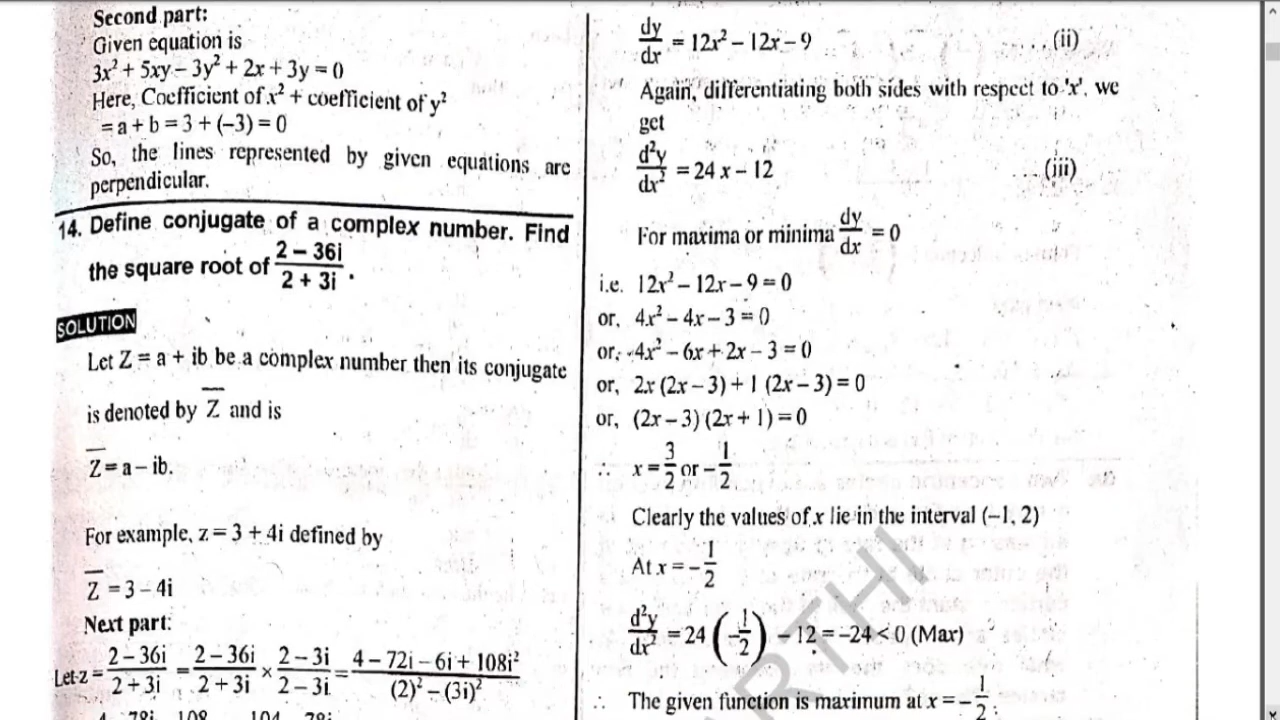 Second part:
Given equation is
3x² + 5xy – 3y² + 2x + 3y = 0
Here, Coefficient of x² + coefficient of y²
= a + b = 3 + (–3) = 0
So, the lines represented by given equations are
perpendicular.
14. Define conjugate of a complex number. Find
the square root of (2 – 36i)/(2 + 3i).
SOLUTION
Let Z = a + ib be a complex number then its conjugate
is denoted by Z̅ and is
Z̅ = a – ib.
For example, z = 3 + 4i defined by
Z̅ = 3 – 4i
Next part:
Let z = (2 – 36i)/(2 + 3i) = (2 – 36i)/(2 + 3i) × (2 – 3i)/(2 – 3i) = (4 – 72i – 6i + 108i²)/((2)² – (3i)²)
dy/dx = 12x² – 12x – 9 ...(ii)
Again, differentiating both sides with respect to 'x', we
get
d²y/dx² = 24 x – 12 ...(iii)
For maxima or minima dy/dx = 0
i.e. 12x² – 12x – 9 = 0
or, 4x² – 4x – 3 = 0
or, 4x² – 6x + 2x – 3 = 0
or, 2x (2x – 3) + 1 (2x – 3) = 0
or, (2x – 3) (2x + 1) = 0
∴ x = 3/2 or – 1/2
Clearly the values of x lie in the interval (–1, 2)
At x = – 1/2
d²y/dx² = 24 (–1/2) – 12 = –24 < 0 (Max)
∴ The given function is maximum at x = – 1/2.